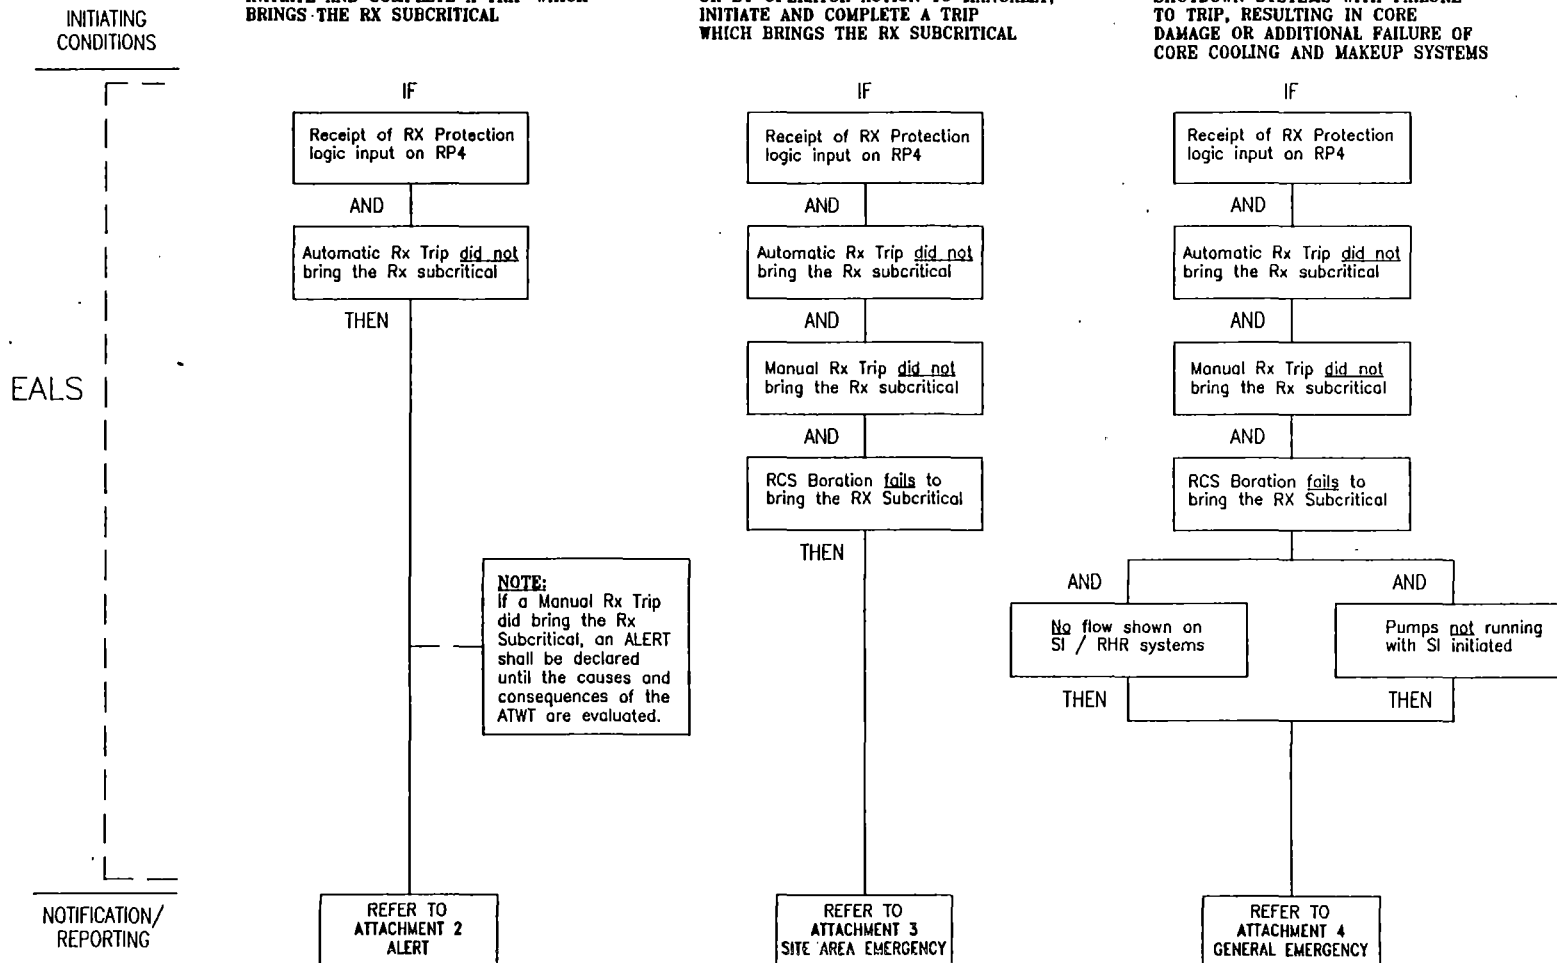 INITIATING
CONDITIONS
BRINGS THE RX SUBCRITICAL
INITIATE AND COMPLETE A TRIP
WHICH BRINGS THE RX SUBCRITICAL
TO TRIP, RESULTING IN CORE
DAMAGE OR ADDITIONAL FAILURE OF
CORE COOLING AND MAKEUP SYSTEMS
EALS
IF
Receipt of RX Protection
logic input on RP4
AND
Automatic Rx Trip did not
bring the Rx subcritical
THEN
NOTE:
If a Manual Rx Trip
did bring the Rx
Subcritical, an ALERT
shall be declared
until the causes and
consequences of the
ATWT are evaluated.
REFER TO
ATTACHMENT 2
ALERT
IF
Receipt of RX Protection
logic input on RP4
AND
Automatic Rx Trip did not
bring the Rx subcritical
AND
Manual Rx Trip did not
bring the Rx subcritical
AND
RCS Boration fails to
bring the RX Subcritical
THEN
REFER TO
ATTACHMENT 3
SITE AREA EMERGENCY
IF
Receipt of RX Protection
logic input on RP4
AND
Automatic Rx Trip did not
bring the Rx subcritical
AND
Manual Rx Trip did not
bring the Rx subcritical
AND
RCS Boration fails to
bring the RX Subcritical
AND
No flow shown on
SI / RHR systems
THEN
AND
Pumps not running
with SI initiated
THEN
REFER TO
ATTACHMENT 4
GENERAL EMERGENCY
NOTIFICATION/
REPORTING